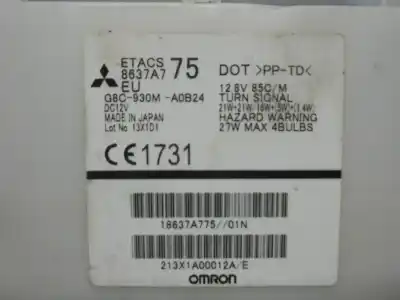 ETACS
8637A7 75
EU
G8C-930M -A0B24
DC12V
MADE IN JAPAN
Lot No 13X1D1
DOT >PP-TD<
12.8V 85C/M
TURN SIGNAL
21W+21W(16W)+(5W)+(1.4W)
HAZARD WARNING
27W MAX 4BULBS
CE1731
18637A775//01N
213X1A00012A/E
OMRON